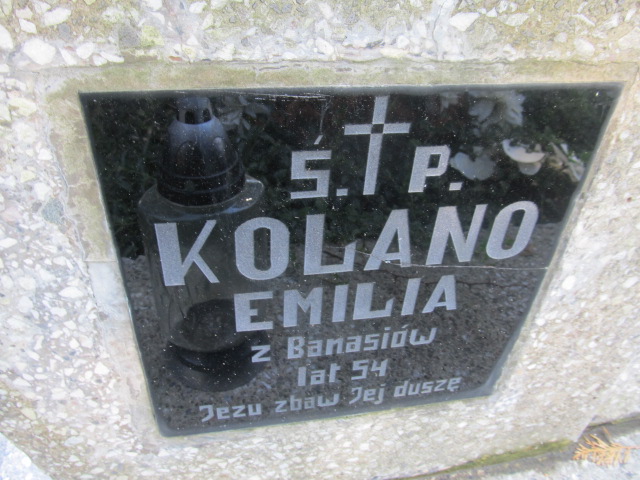 Ś. P.
KOLANO
EMILIA
z Banasiów
lat 54
Jezu zbaw Jej duszę